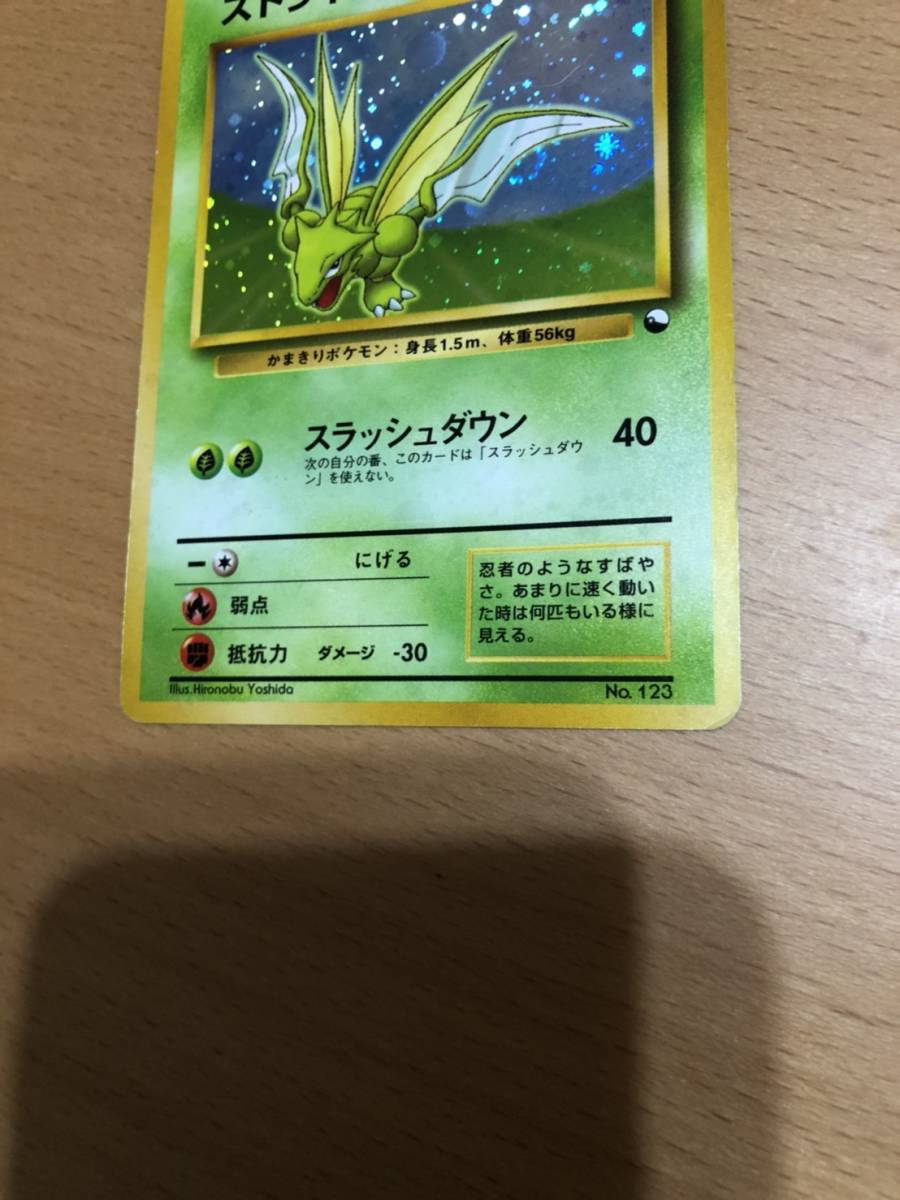 かまきりポケモン：身長1.5m、体重56kg
スラッシュダウン 40
次の自分の番、このカードは「スラッシュダウ
ン」を使えない。
にげる
弱点
抵抗力 ダメージ -30
忍者のようなすばや
さ。あまりに速く動い
た時は何匹もいる様に
見える。
Illus.Hironobu Yoshida
No. 123